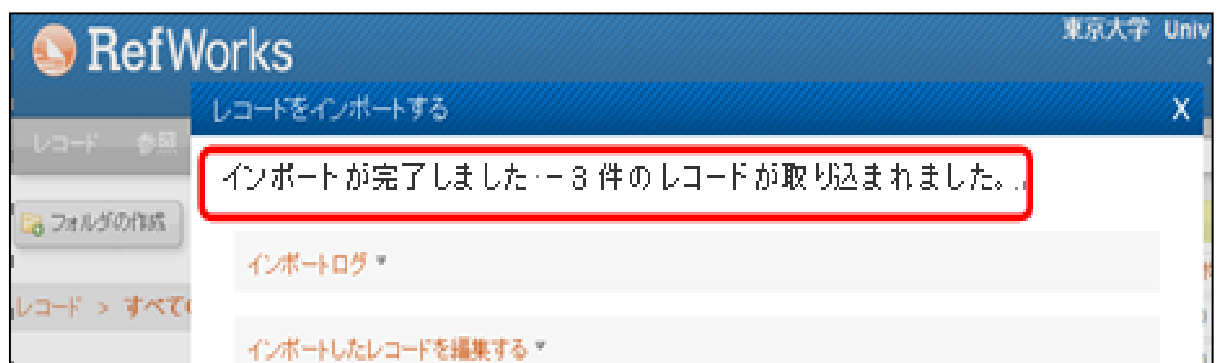 RefWorks
東京大学 Univ
レコードをインポートする X
レコード 参照
インポートが完了しました - 3 件のレコードが取り込まれました。
フォルダの作成
インポートログ
レコード > すべての
インポートしたレコードを編集する